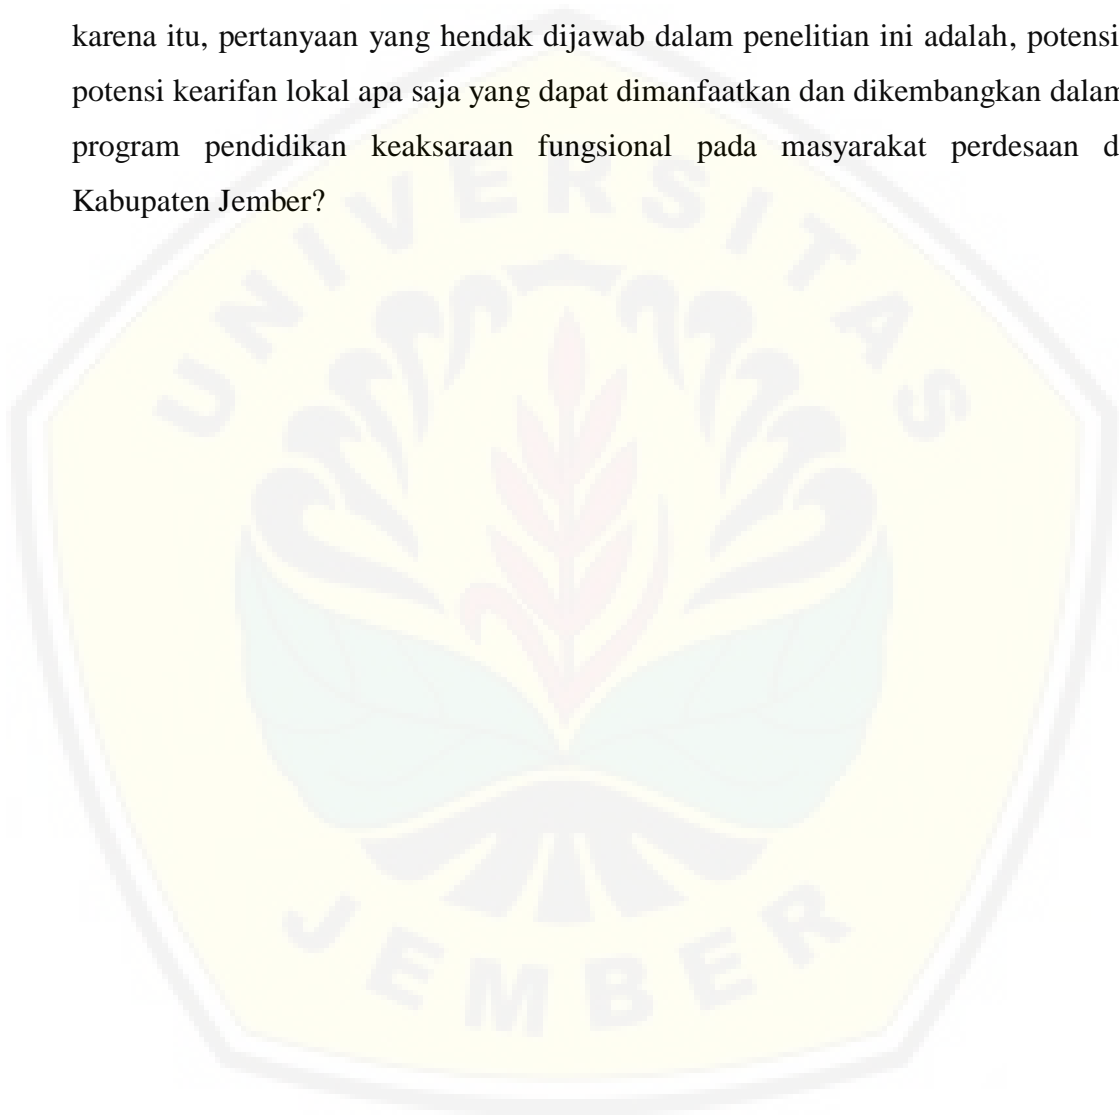 karena itu, pertanyaan yang hendak dijawab dalam penelitian ini adalah, potensi
potensi kearifan lokal apa saja yang dapat dimanfaatkan dan dikembangkan dalam
program pendidikan keaksaraan fungsional pada masyarakat perdesaan d
Kabupaten Jember?
UNIVERSITAS
JEMBER